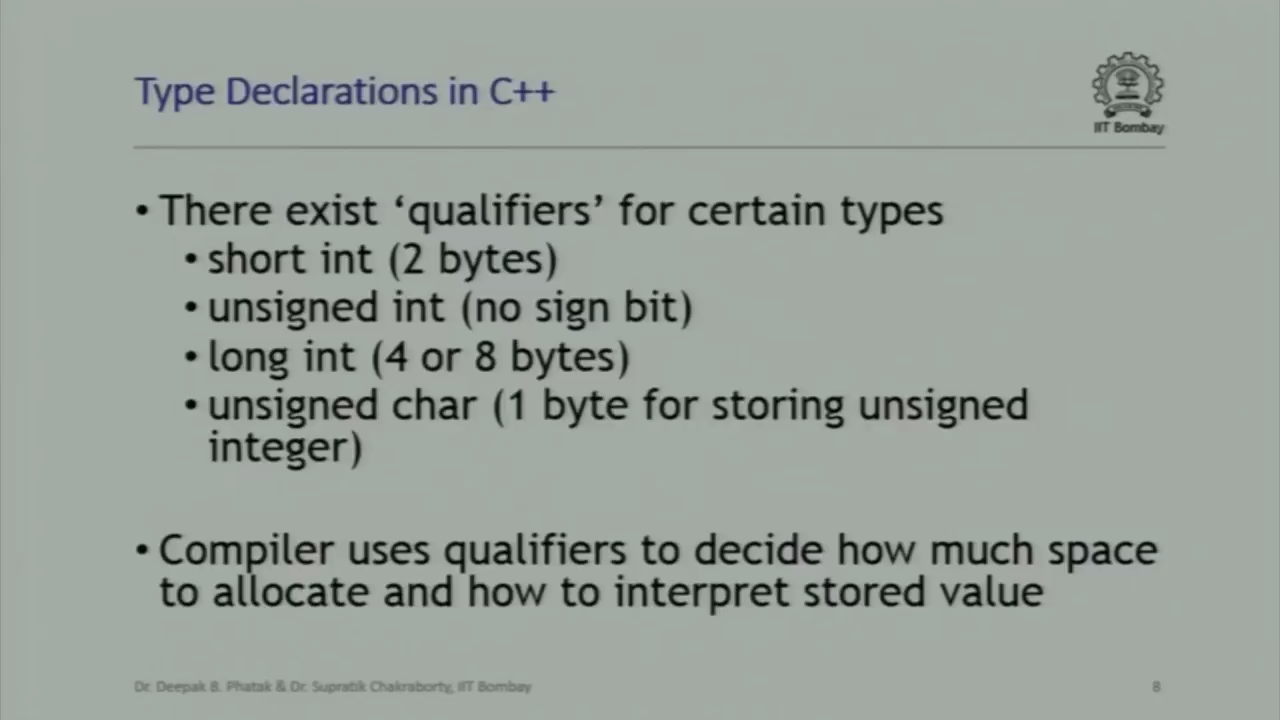 Type Declarations in C++
IIT Bombay
• There exist ‘qualifiers’ for certain types
• short int (2 bytes)
• unsigned int (no sign bit)
• long int (4 or 8 bytes)
• unsigned char (1 byte for storing unsigned
integer)
• Compiler uses qualifiers to decide how much space
to allocate and how to interpret stored value
Dr. Deepak B. Phatak & Dr. Supratik Chakraborty, IIT Bombay
8